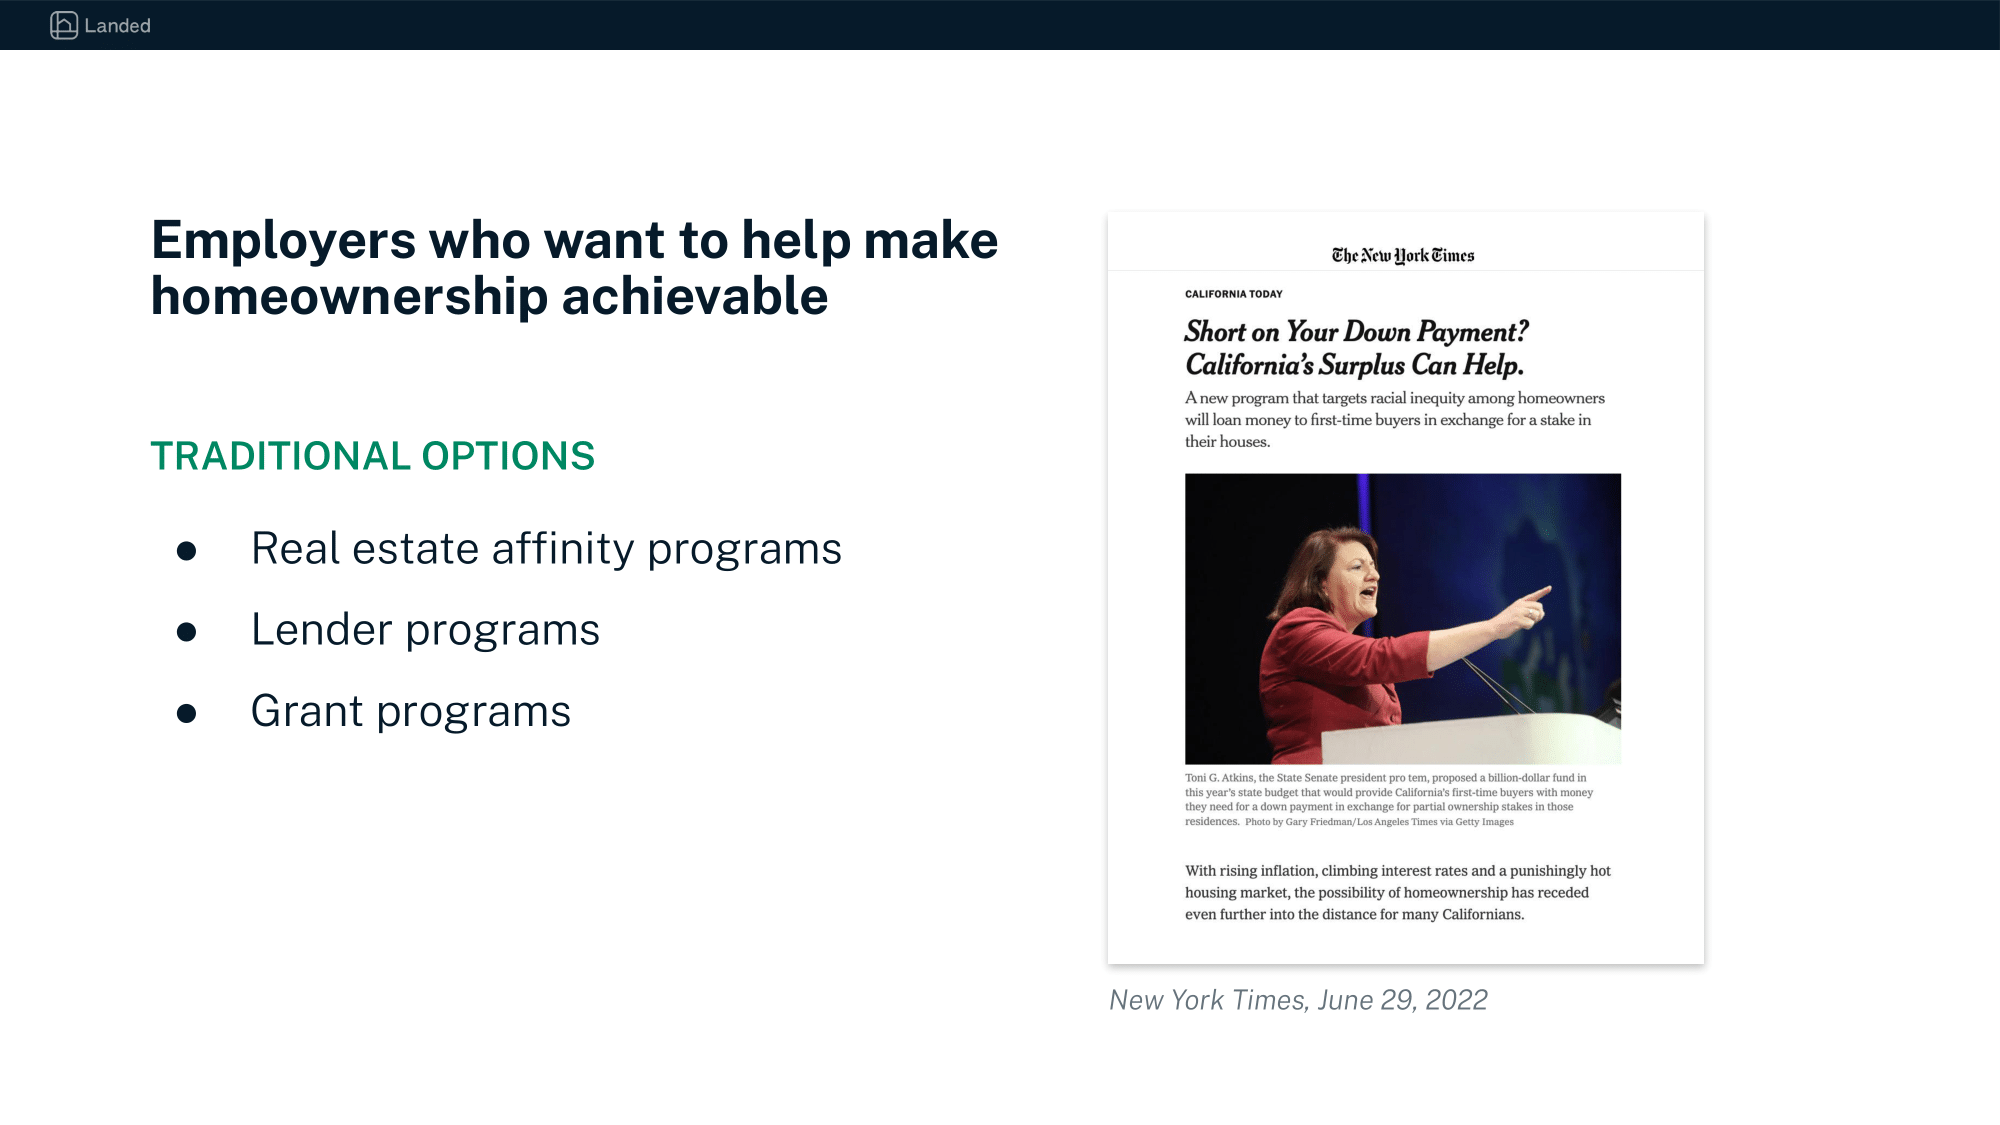 Landed
Employers who want to help make
homeownership achievable
TRADITIONAL OPTIONS
● Real estate affinity programs
● Lender programs
● Grant programs
The New York Times
CALIFORNIA TODAY
Short on Your Down Payment?
California’s Surplus Can Help.
A new program that targets racial inequity among homeowners
will loan money to first-time buyers in exchange for a stake in
their houses.
Toni G. Atkins, the State Senate president pro tem, proposed a billion-dollar fund in
this year’s state budget that would provide California’s first-time buyers with money
they need for a down payment in exchange for partial ownership stakes in those
residences. Photo by Gary Friedman/Los Angeles Times via Getty Images
With rising inflation, climbing interest rates and a punishingly hot
housing market, the possibility of homeownership has receded
even further into the distance for many Californians.
New York Times, June 29, 2022